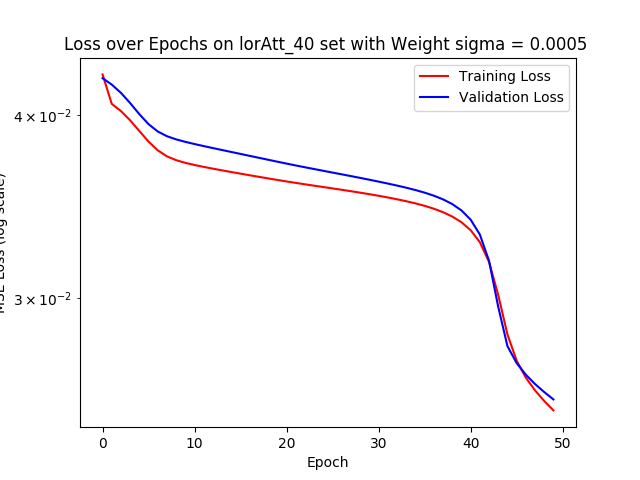 Loss over Epochs on lorAtt_40 set with Weight sigma = 0.0005
Training Loss
Validation Loss
4 × 10⁻²
3 × 10⁻²
MSE Loss (log scale)
0 10 20 30 40 50
Epoch